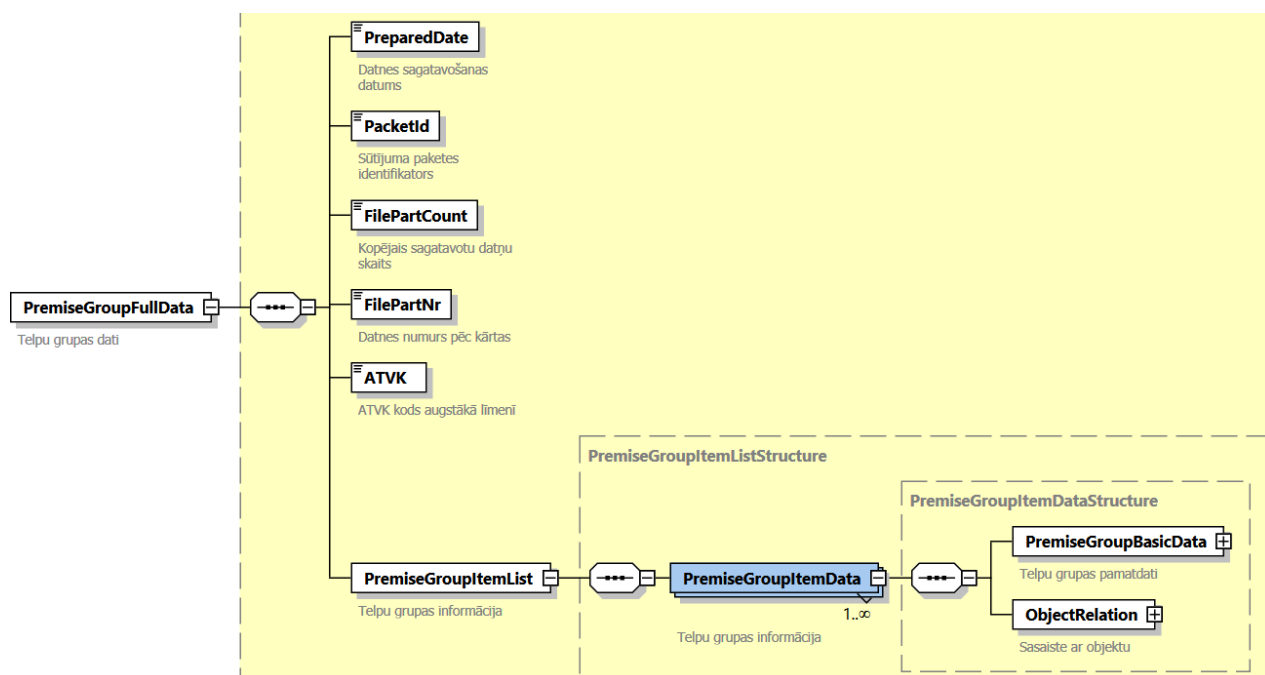 PreparedDate
Datnes sagatavošanas
datums
PacketId
Sūtījuma paketes
identifikators
FilePartCount
Kopējais sagatavotu datņu
skaits
PremiseGroupFullData
Telpu grupas dati
FilePartNr
Datnes numurs pēc kārtas
ATVK
ATVK kods augstākā līmenī
PremiseGroupItemListStructure
PremiseGroupItemDataStructure
PremiseGroupBasicData
Telpu grupas pamatdati
PremiseGroupItemList
Telpu grupas informācija
PremiseGroupItemData
1..∞
Telpu grupas informācija
ObjectRelation
Sasaiste ar objektu